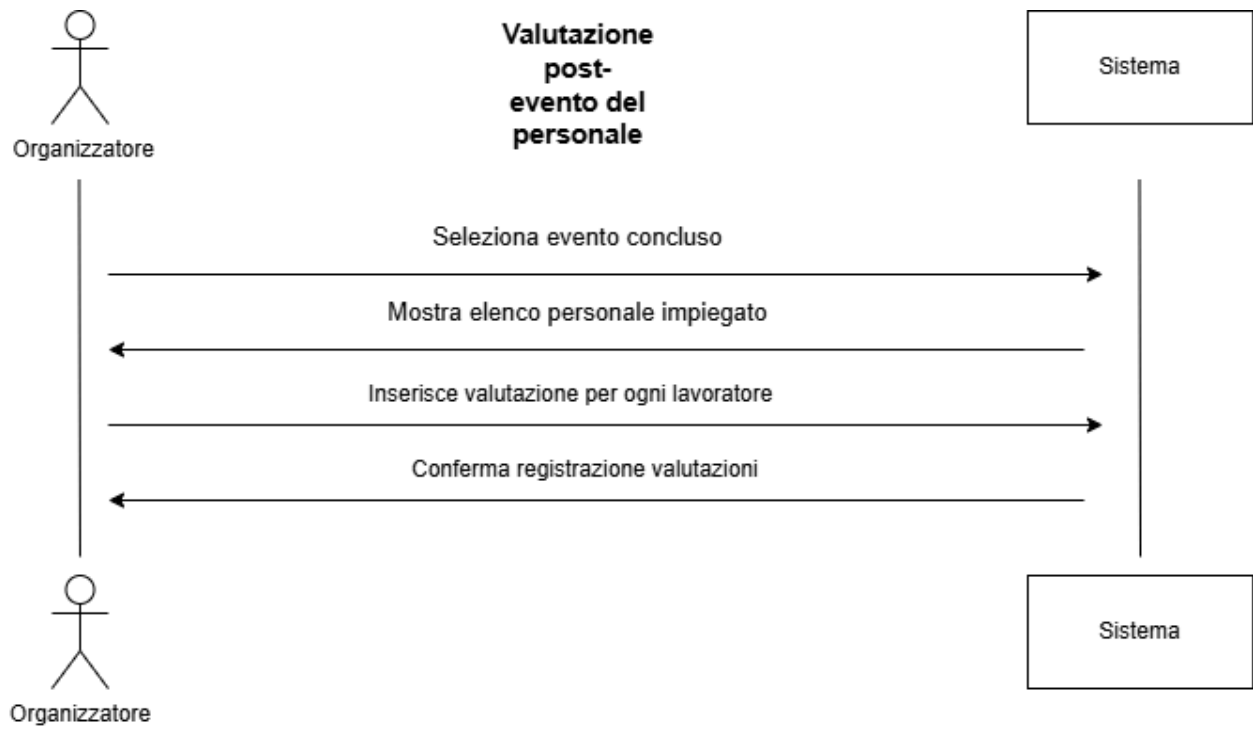 Valutazione
post-
evento del
personale
Sistema
Organizzatore
Seleziona evento concluso
Mostra elenco personale impiegato
Inserisce valutazione per ogni lavoratore
Conferma registrazione valutazioni
Sistema
Organizzatore